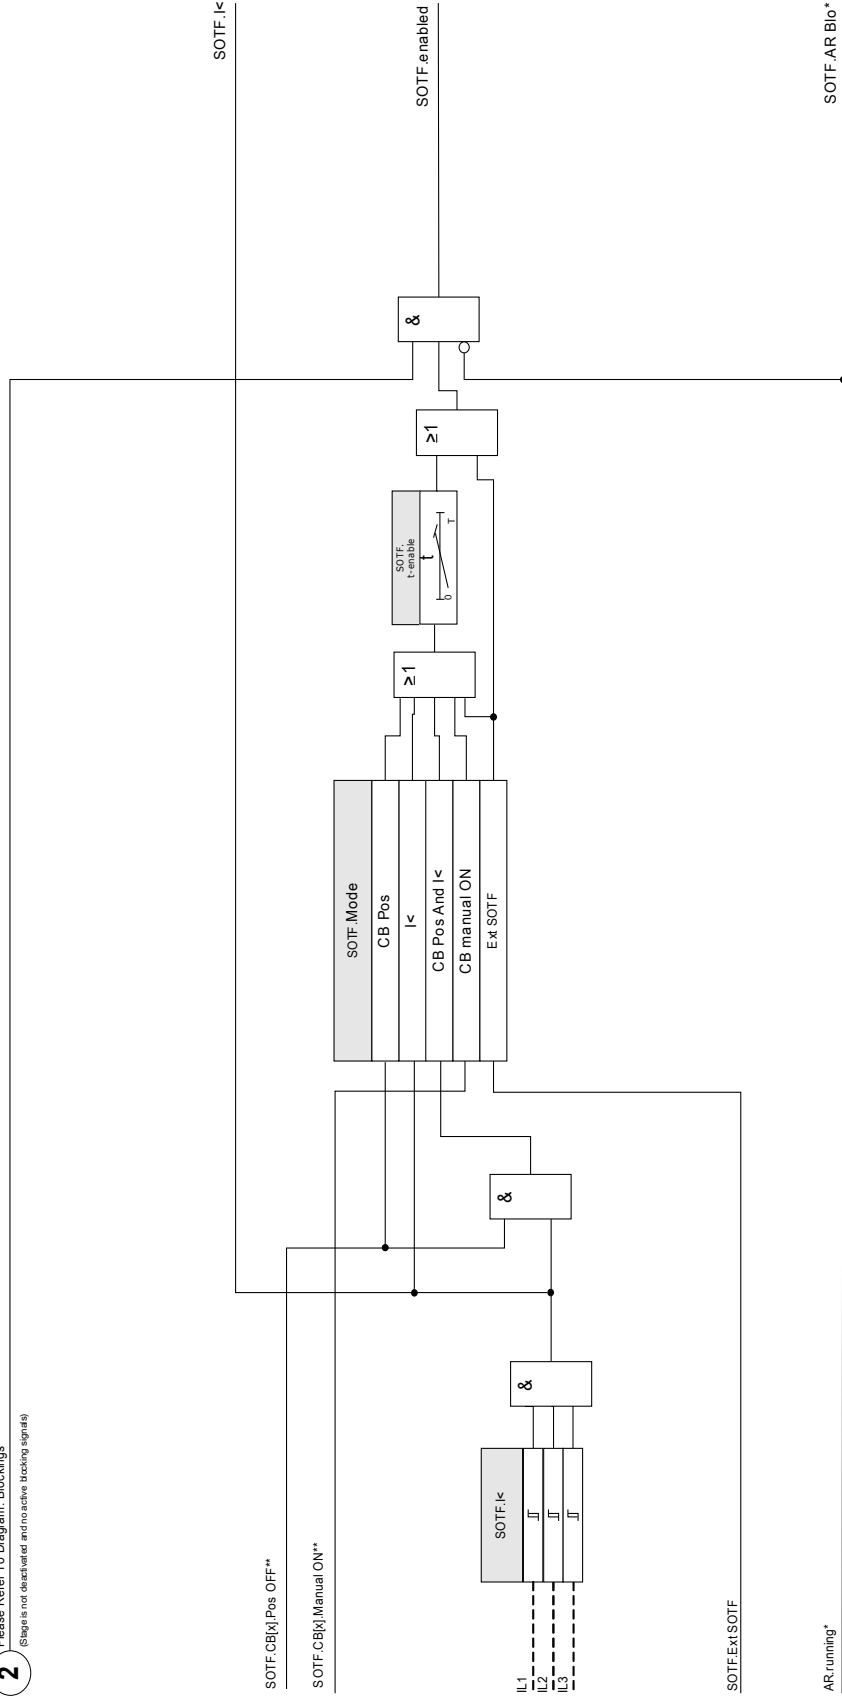 2
Please Refer To Diagram: Blockings
(Stage is not deactivated and no active blocking signals)
SOTF.I<
SOTF.enabled
SOTF.AR Blo*
&
≥1
SOTF.
t-enable
t
0
T
≥1
SOTF.Mode
CB Pos
I<
CB Pos And I<
CB manual ON
Ext SOTF
&
&
SOTF.I<
IL1
IL2
IL3
SOTF.CB[x].Pos OFF**
SOTF.CB[x].Manual ON**
SOTF.Ext SOTF
AR.running*